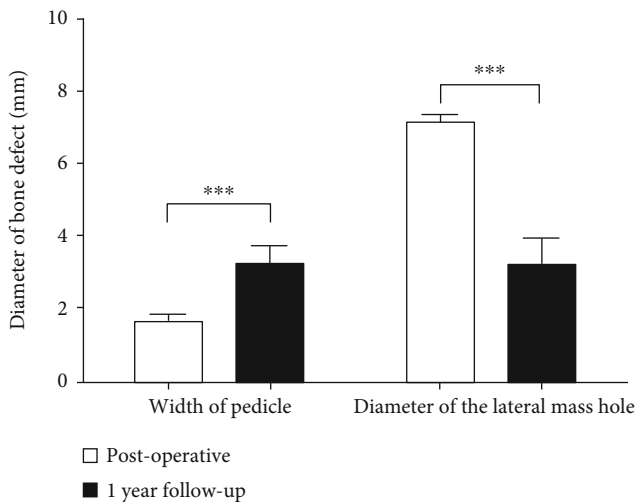 10
8
6
4
2
0
Diameter of bone defect (mm)
***
***
Width of pedicle
Diameter of the lateral mass hole
Post-operative
1 year follow-up